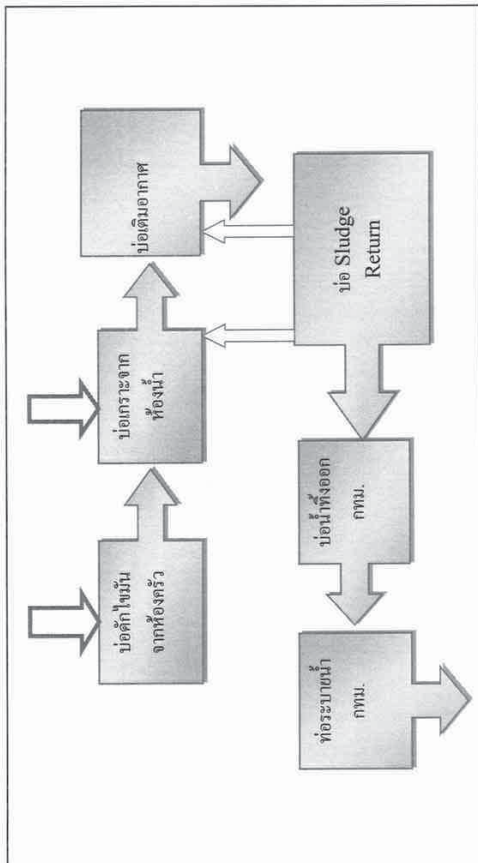 บ่อดักไขมัน
จากห้องครัว
บ่อเกราะจาก
ห้องน้ำ
บ่อเติมอากาศ
บ่อ Sludge
Return
บ่อน้ำทิ้งออก
กทม.
ท่อระบายน้ำ
กทม.